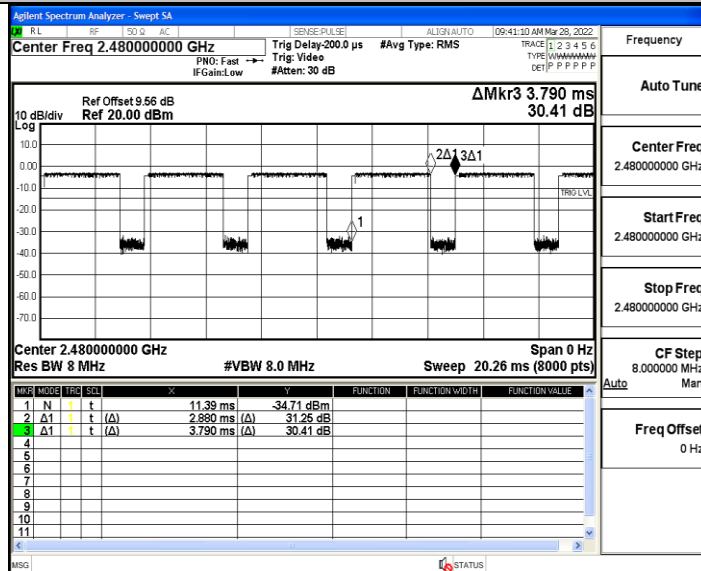 Agilent Spectrum Analyzer - Swept SA
RL RF 50 Ω AC SENSE:PULSE ALIGN AUTO 09:41:10 AM Mar 28, 2022
Center Freq 2.480000000 GHz
PNO: Fast
IFGain:Low
Trig Delay-200.0 µs
Trig: Video
#Atten: 30 dB
#Avg Type: RMS
TRACE 1 2 3 4 5 6
TYPE WWWWWW
DET P P P P P P
Ref Offset 9.56 dB
10 dB/div Ref 20.00 dBm
Log
ΔMkr3 3.790 ms
30.41 dB
10.0
0.00
-10.0
-20.0
-30.0
-40.0
-50.0
-60.0
-70.0
2Δ1 3Δ1
TRIG LVL
1
Center 2.480000000 GHz Span 0 Hz
Res BW 8 MHz #VBW 8.0 MHz Sweep 20.26 ms (8000 pts)
MKR MODE TRC SCL X Y FUNCTION FUNCTION WIDTH FUNCTION VALUE
1 N 1 t 11.39 ms -34.71 dBm
2 Δ1 1 t (Δ) 2.880 ms (Δ) 31.25 dB
3 Δ1 1 t (Δ) 3.790 ms (Δ) 30.41 dB
4
5
6
7
8
9
10
11
MSG STATUS
Frequency
Auto Tune
Center Freq
2.480000000 GHz
Start Freq
2.480000000 GHz
Stop Freq
2.480000000 GHz
CF Step
8.000000 MHz
Auto Man
Freq Offset
0 Hz